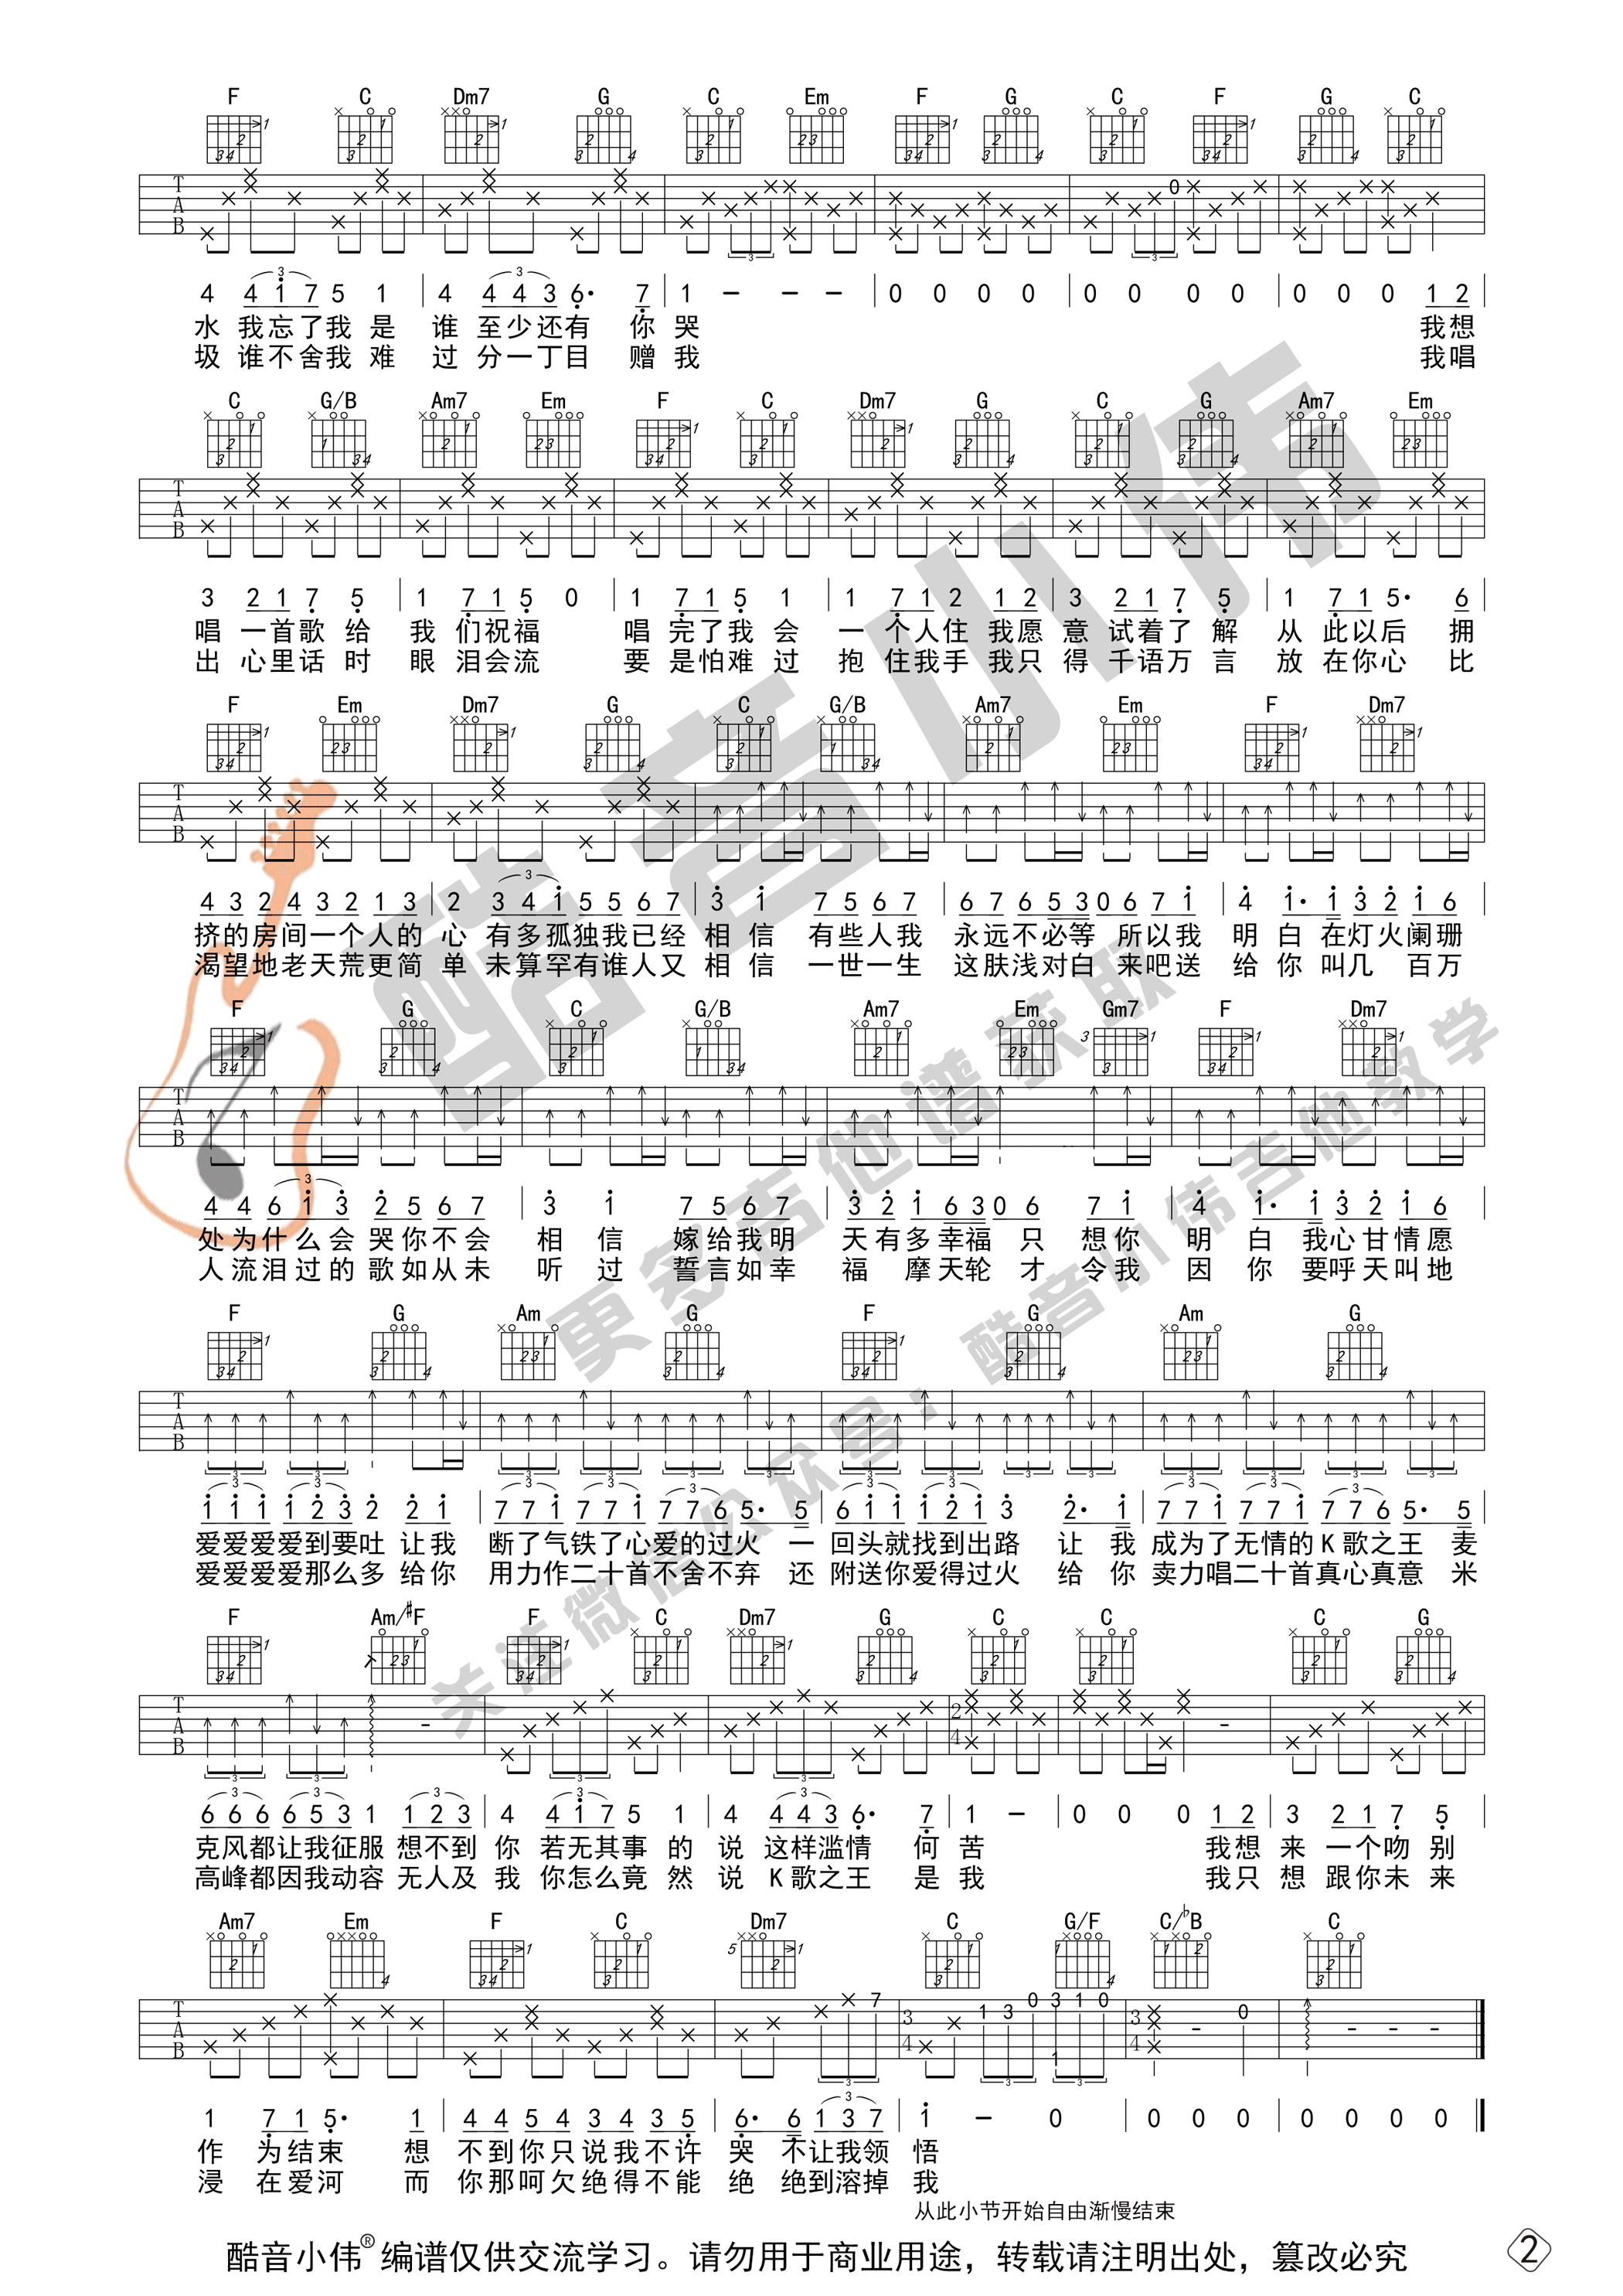 F C Dm7 G C Em F G C F G C
4 4 i 7 5 1 4 4 4 3 6· 7 1 - - - 0 0 0 0 0 0 0 0 0 0 0 1 2
水 我忘了我 是 谁 至少还有 你 哭 我想
圾 谁不舍我 难 过 分一丁目 赠 我 我唱
C G/B Am7 Em F C Dm7 G C G Am7 Em
3 2 1 7 5 1 7 1 5 0 1 7 1 5 1 1 7 1 2 1 2 3 2 1 7 5 1 7 1 5· 6
唱 一首歌 给 我 们祝福 唱 完了我 会 一 个人住 我愿 意 试着了 解 从 此以后 拥
出 心里话 时 眼 泪会流 要 是怕难 过 抱 住我手 我只 得 千语万 言 放 在你心 比
F Em Dm7 G C G/B Am7 Em F Dm7
4 3 2 4 3 2 1 3 2 3 4 i 5 5 6 7 3 i 7 5 6 7 6 7 6 5 3 0 6 7 i 4 i· i 3 2 i 6
挤的房间一个人的 心 有多孤独我已经 相 信 有些人我 永远不必等 所以我 明 白 在灯火阑珊
渴望地老天荒更简 单 未算罕有谁人又 相 信 一世一生 这肤浅对白 来吧送 给 你 叫几 百万
F G C G/B Am7 Em Gm7 F Dm7
4 4 6 i 3 2 5 6 7 3 i 7 5 6 7 3 2 i 6 3 0 6 7 i 4 i· i 3 2 i 6
处为什么会 哭你不会 相 信 嫁给我明 天有多幸福 只 想你 明 白 我心甘情愿
人流泪过的 歌如从未 听 过 誓言如幸 福 摩天轮 才 令我 因 你 要呼天叫地
F G Am G F G Am G
i i i i 2 3 2 2 i 7 7 i 7 7 i 7 7 6 5· 5 6 i i i 2 i 3 2· i 7 7 i 7 7 i 7 7 6 5· 5
爱爱爱爱到要吐 让我 断了气铁了心爱的过火 一 回头就找到出路 让 我 成为了无情的K歌之王 麦
爱爱爱爱那么多 给你 用力作二十首不舍不弃 还 附送你爱得过火 给 你 卖力唱二十首真心真意 米
F Am/#F F C Dm7 G C C C G
6 6 6 6 5 3 1 1 2 3 4 4 i 7 5 1 4 4 4 3 6· 7 1 - 0 0 0 1 2 3 2 1 7 5
克风都让我征服 想不到 你 若无其事 的 说 这样滥情 何 苦 我想 来 一个吻 别
高峰都因我动容 无人及 我 你怎么竟 然 说 K歌之王 是 我 我只 想 跟你未 来
Am7 Em F C Dm7 C G/F C/♭B C
1 7 1 5· 1 4 4 5 4 3 4 3 5 6· 6 1 3 7 i - 0 0 0 0 0 0 0 0
作 为结束 想 不到你只说我不许 哭 不让我领 悟
浸 在爱河 而 你那呵欠绝得不能 绝 绝到溶掉 我
从此小节开始自由渐慢结束
酷音小伟® 编谱仅供交流学习。请勿用于商业用途，转载请注明出处，篡改必究
2
酷音小伟
更多吉他谱获取
关注微信公众号：酷音小伟吉他教学